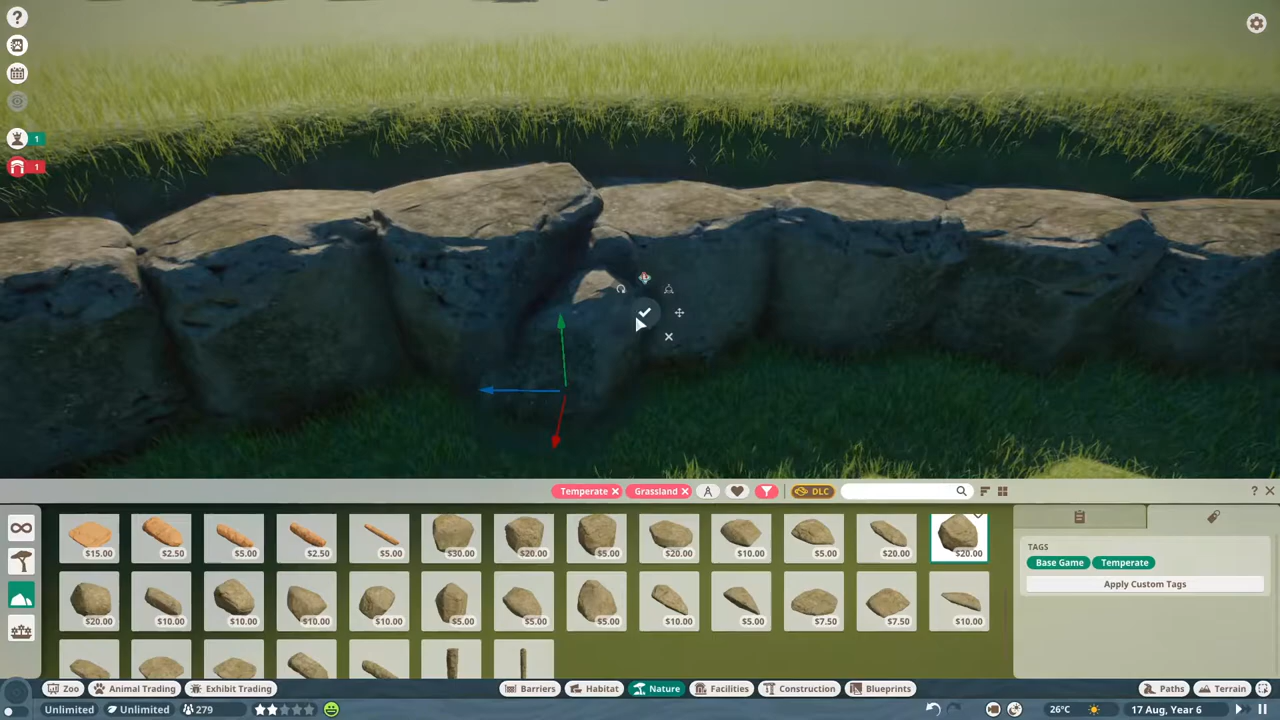 ?
1
1
Temperate ×
Grassland ×
DLC
? ×
$15.00
$2.50
$5.00
$2.50
$5.00
$30.00
$20.00
$5.00
$20.00
$10.00
$5.00
$20.00
$20.00
TAGS
Base Game
Temperate
Apply Custom Tags
$20.00
$10.00
$10.00
$10.00
$10.00
$5.00
$5.00
$5.00
$10.00
$5.00
$7.50
$7.50
$10.00
Zoo
Animal Trading
Exhibit Trading
Barriers
Habitat
Nature
Facilities
Construction
Blueprints
Paths
Terrain
Unlimited
Unlimited
279
26°C
17 Aug, Year 6